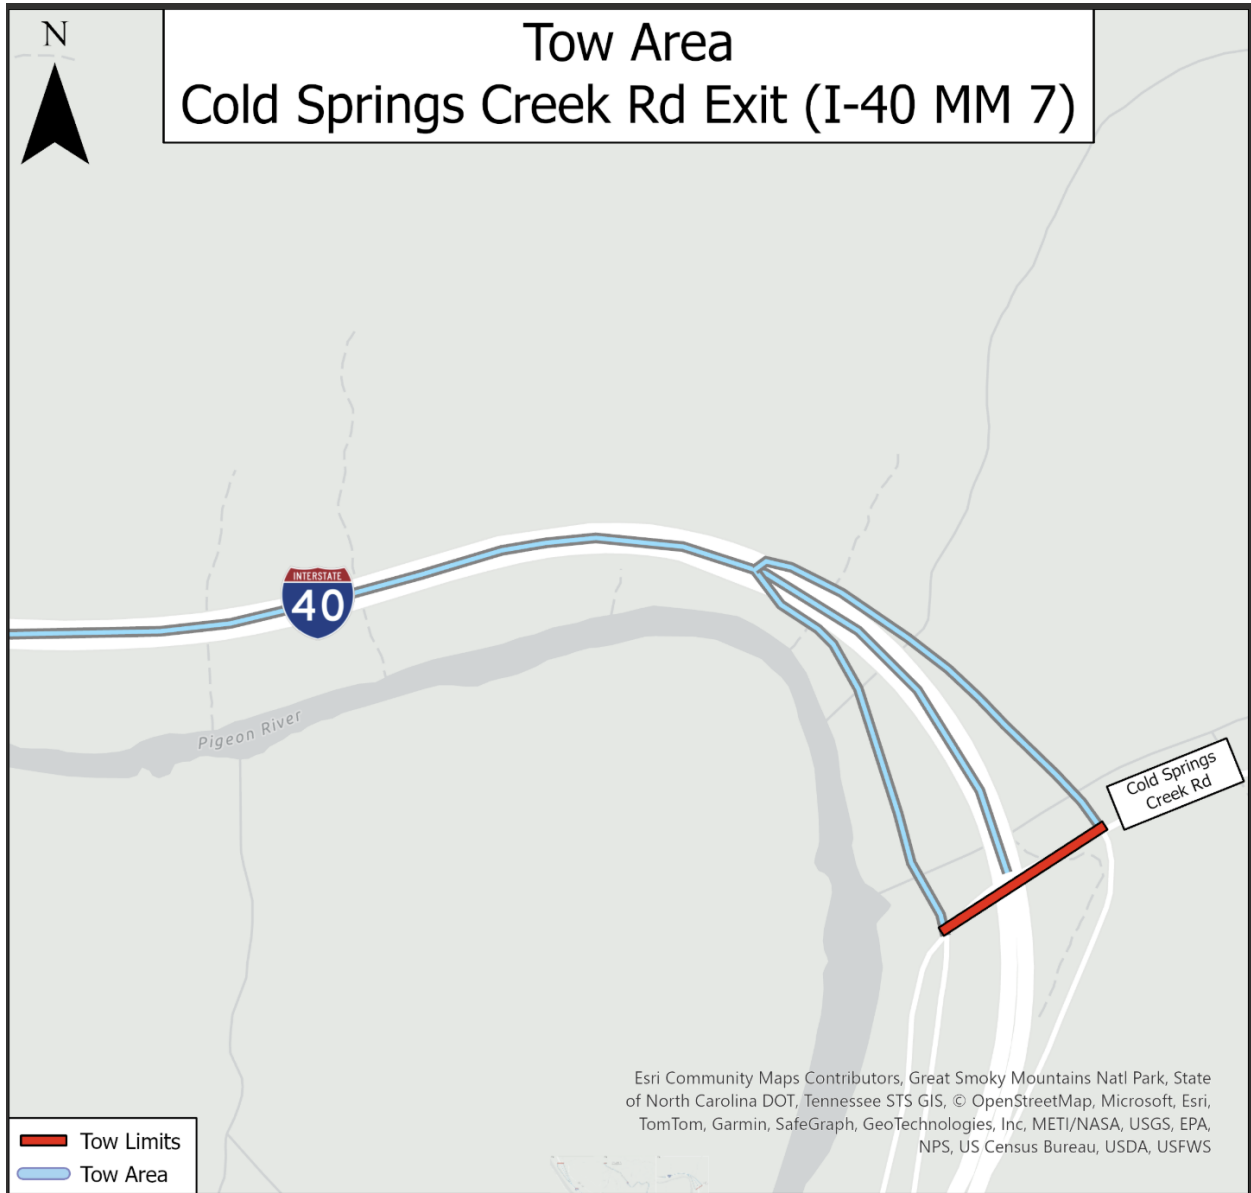 N
Tow Area
Cold Springs Creek Rd Exit (I-40 MM 7)
INTERSTATE
40
Pigeon River
Cold Springs
Creek Rd
Esri Community Maps Contributors, Great Smoky Mountains Natl Park, State
of North Carolina DOT, Tennessee STS GIS, © OpenStreetMap, Microsoft, Esri,
TomTom, Garmin, SafeGraph, GeoTechnologies, Inc, METI/NASA, USGS, EPA,
NPS, US Census Bureau, USDA, USFWS
Tow Limits
Tow Area